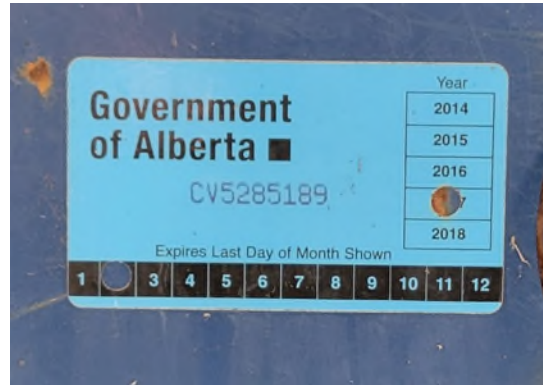 Year
Government
of Alberta
2014
2015
2016
7
2018
CV5285189
Expires Last Day of Month Shown
1 3 4 5 6 7 8 9 10 11 12